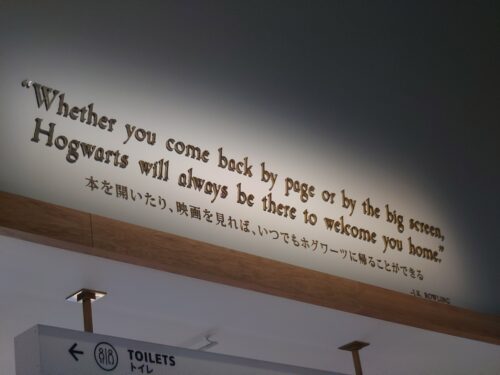 “Whether you come back by page or by the big screen,
Hogwarts will always be there to welcome you home.”
本を開いたり、映画を見れば、いつでもホグワーツに帰ることができる
-J.K. ROWLING
← TOILETS
トイレ